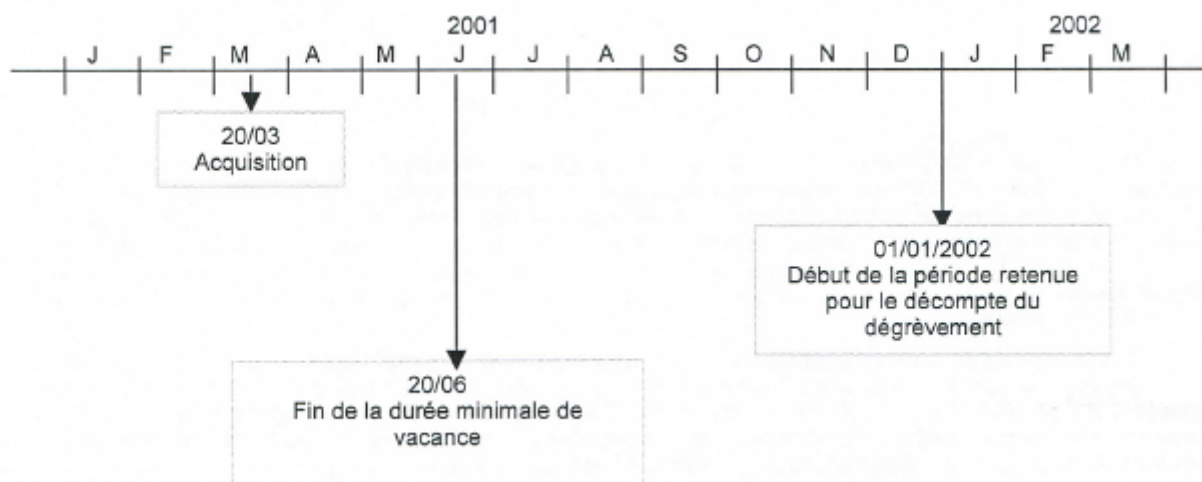 2001 2002
J F M A M J J A S O N D J F M
20/03
Acquisition
01/01/2002
Début de la période retenue
pour le décompte du
dégrèvement
20/06
Fin de la durée minimale de
vacance